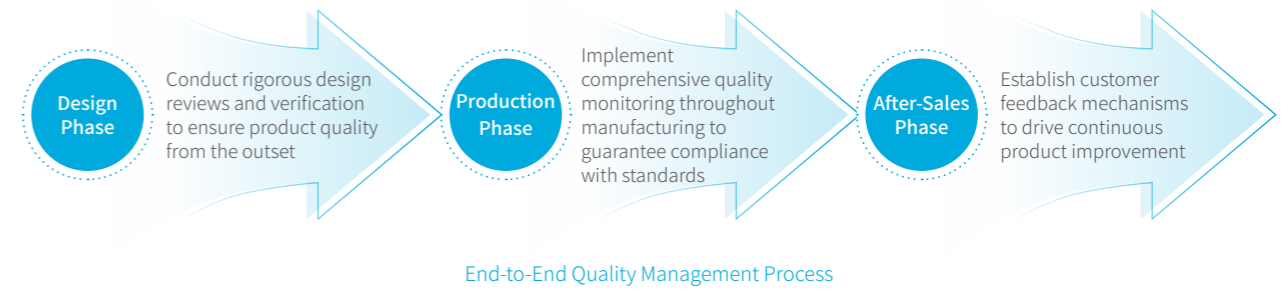 Design
Phase
Conduct rigorous design
reviews and verification
to ensure product quality
from the outset
Production
Phase
Implement
comprehensive quality
monitoring throughout
manufacturing to
guarantee compliance
with standards
After-Sales
Phase
Establish customer
feedback mechanisms
to drive continuous
product improvement
End-to-End Quality Management Process